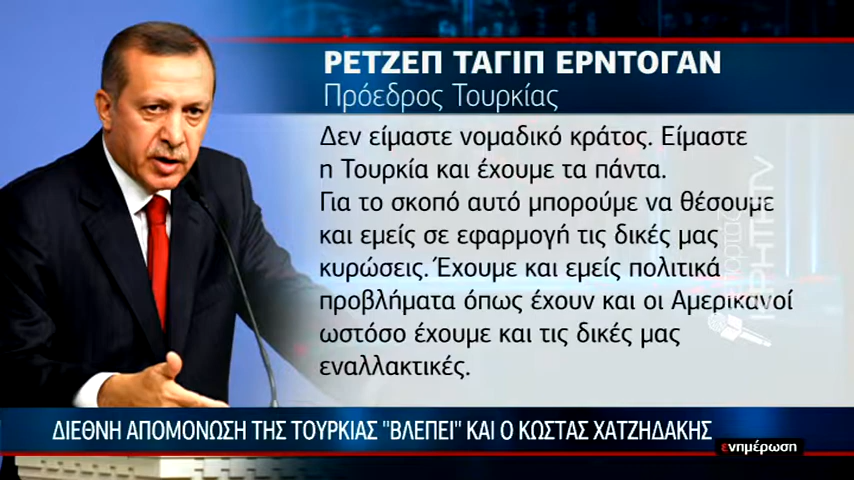 ΡΕΤΖΕΠ ΤΑΓΙΠ ΕΡΝΤΟΓΑΝ
Πρόεδρος Τουρκίας
Δεν είμαστε νομαδικό κράτος. Είμαστε
η Τουρκία και έχουμε τα πάντα.
Για το σκοπό αυτό μπορούμε να θέσουμε
και εμείς σε εφαρμογή τις δικές μας
κυρώσεις. Έχουμε και εμείς πολιτικά
προβλήματα όπως έχουν και οι Αμερικανοί
ωστόσο έχουμε και τις δικές μας
εναλλακτικές.
ΚΡΗΤΗ TV
ΔΙΕΘΝΗ ΑΠΟΜΟΝΩΣΗ ΤΗΣ ΤΟΥΡΚΙΑΣ "ΒΛΕΠΕΙ" ΚΑΙ Ο ΚΩΣΤΑΣ ΧΑΤΖΗΔΑΚΗΣ
ενημέρωση